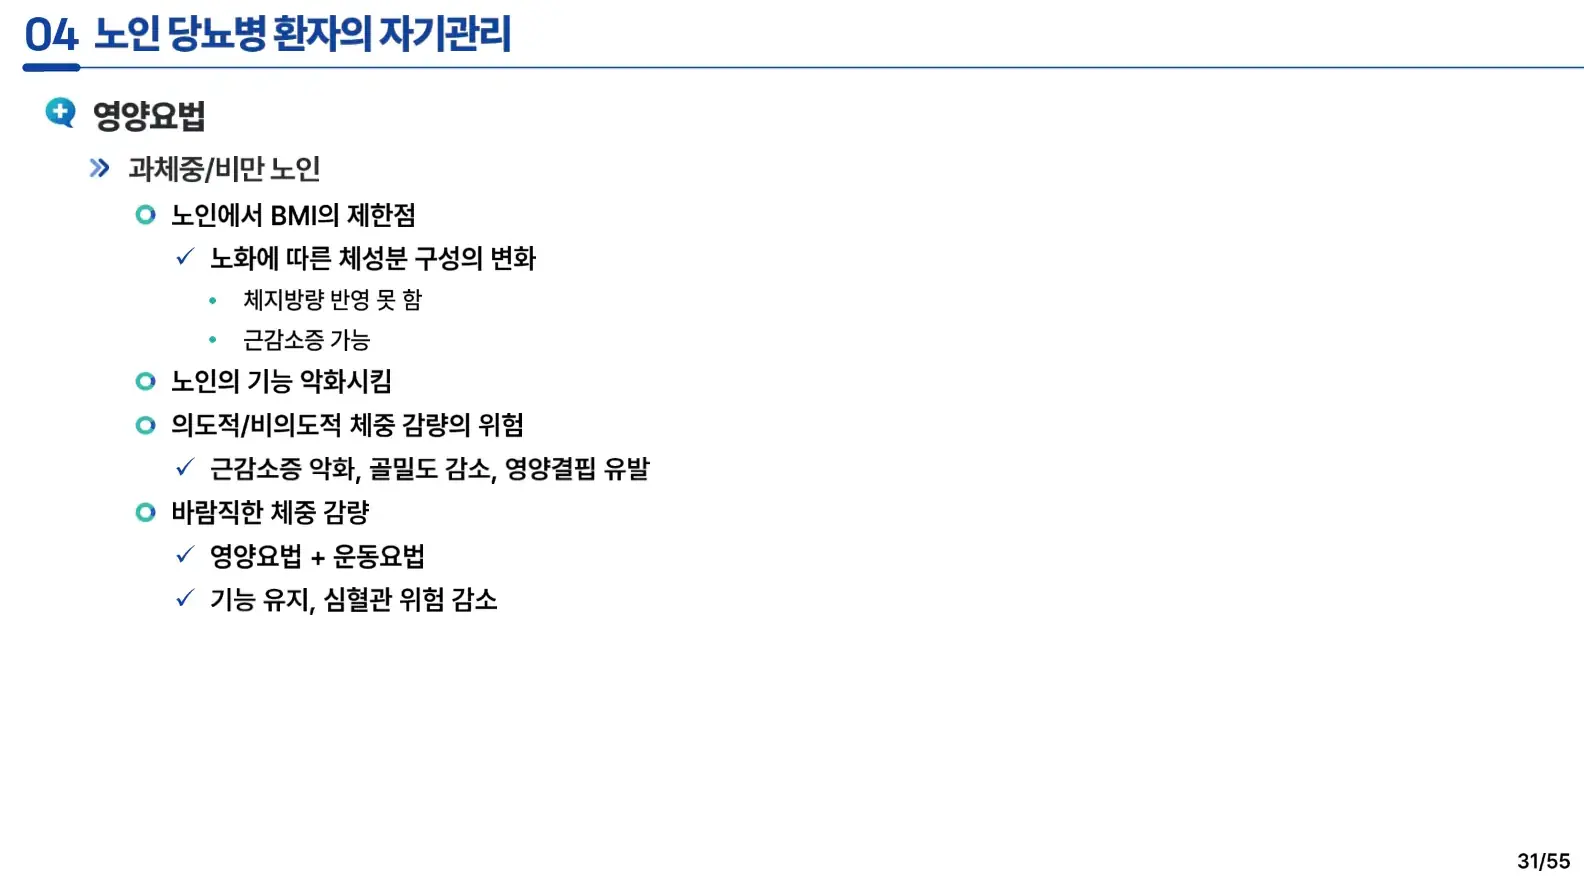 04 노인 당뇨병 환자의 자기관리
영양요법
과체중/비만 노인
노인에서 BMI의 제한점
노화에 따른 체성분 구성의 변화
체지방량 반영 못 함
근감소증 가능
노인의 기능 악화시킴
의도적/비의도적 체중 감량의 위험
근감소증 악화, 골밀도 감소, 영양결핍 유발
바람직한 체중 감량
영양요법 + 운동요법
기능 유지, 심혈관 위험 감소
31/55